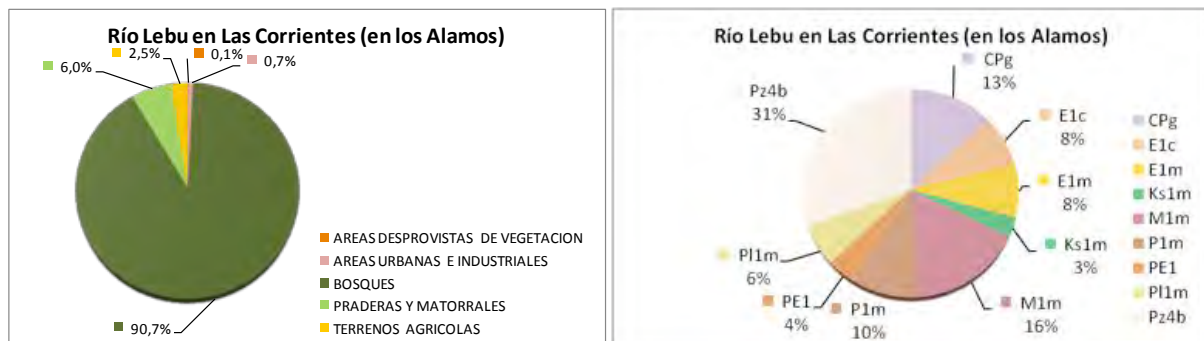 Río Lebu en Las Corrientes (en los Alamos)
2,5%
0,1%
6,0%
0,7%
AREAS DESPROVISTAS DE VEGETACION
AREAS URBANAS E INDUSTRIALES
BOSQUES
PRADERAS Y MATORRALES
TERRENOS AGRICOLAS
90,7%
Río Lebu en Las Corrientes (en los Alamos)
CPg
13%
Pz4b
31%
E1c
8%
E1m
8%
Ks1m
3%
M1m
16%
P1m
10%
PE1
4%
Pl1m
6%
CPg
E1c
E1m
Ks1m
M1m
P1m
PE1
Pl1m
Pz4b